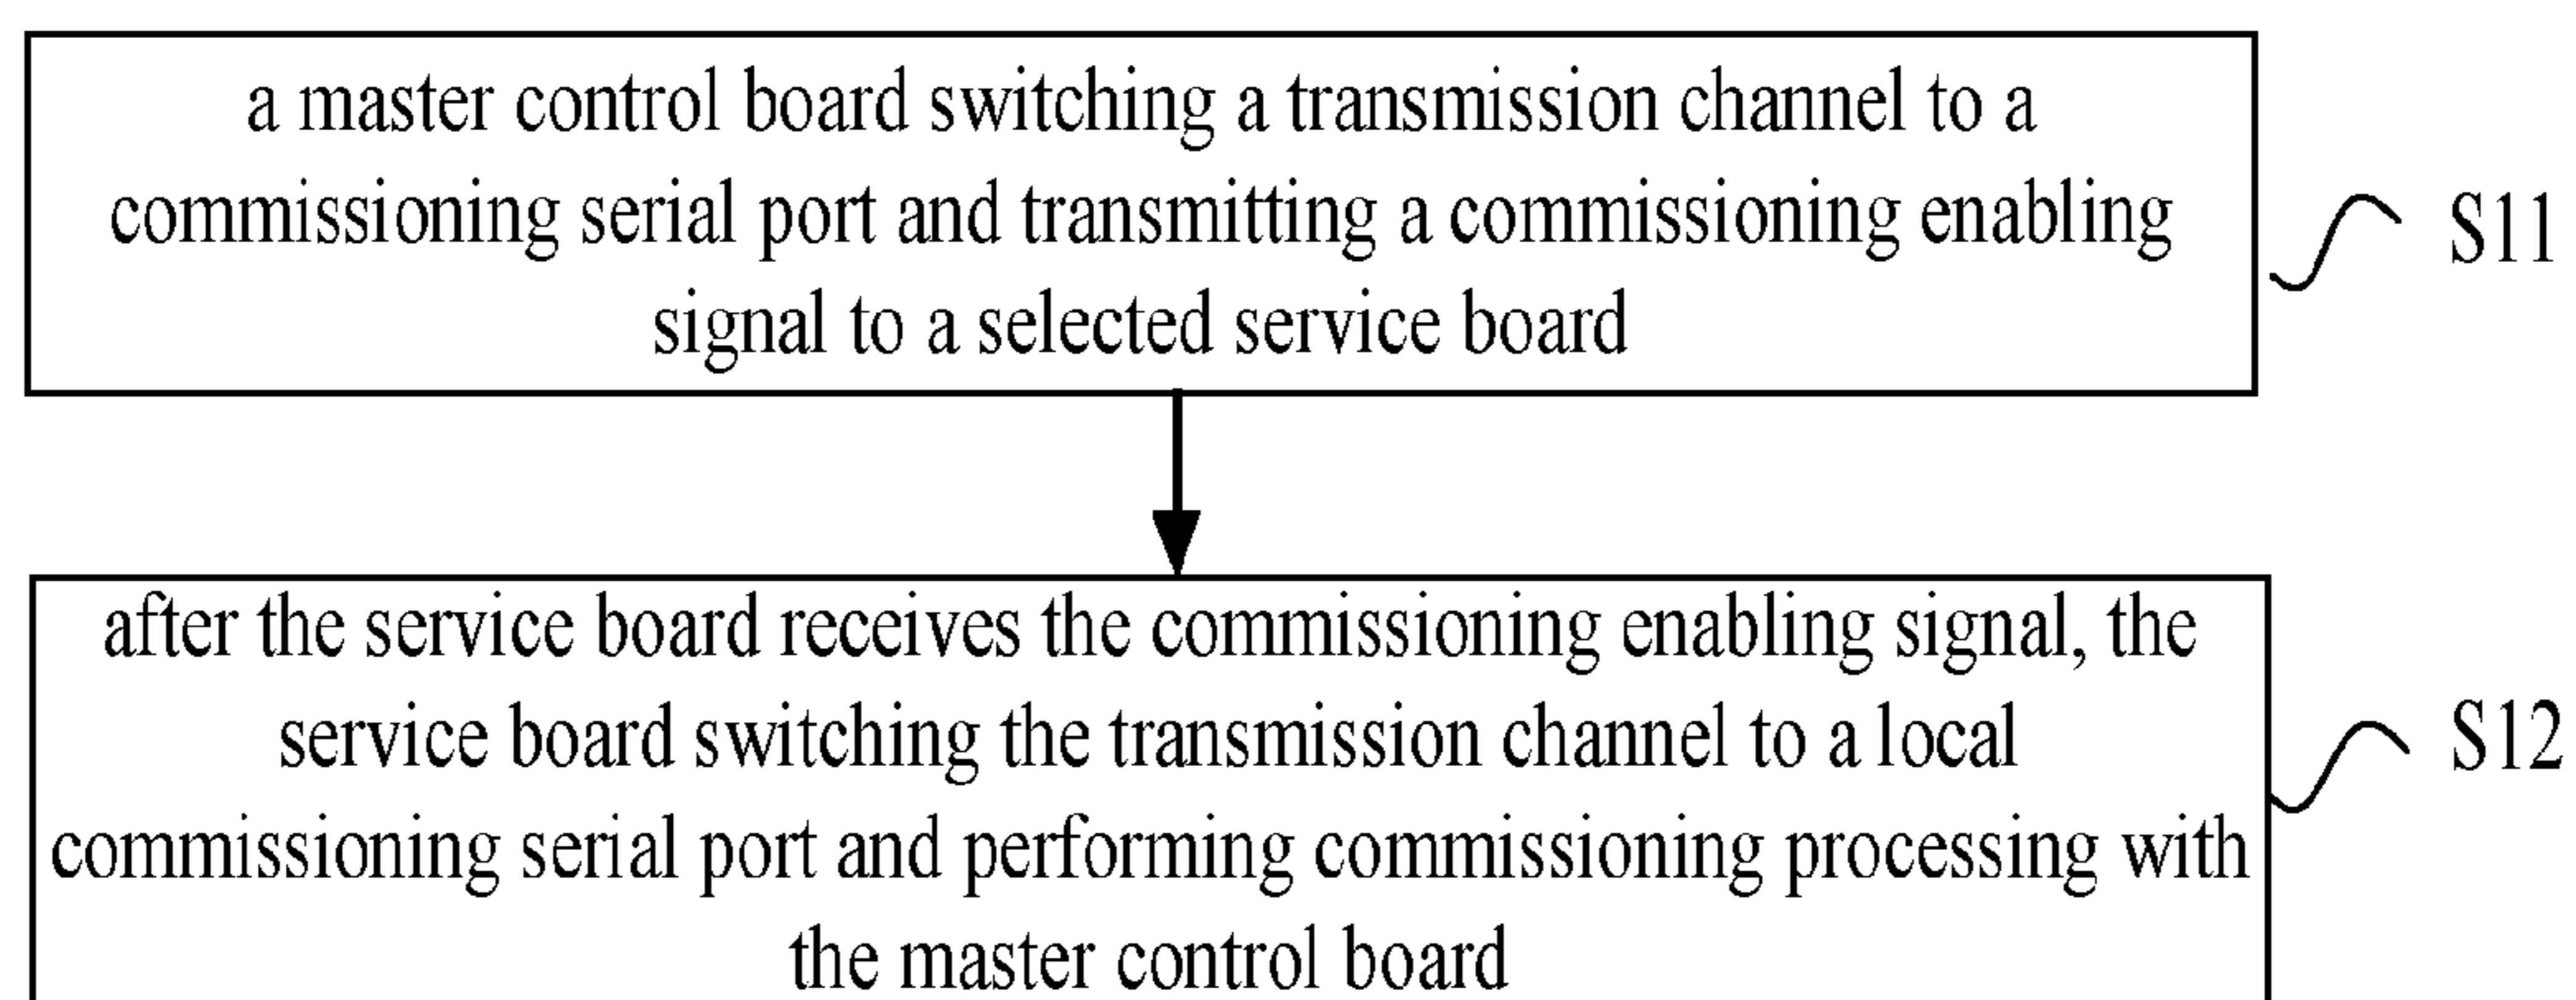 a master control board switching a transmission channel to a
commissioning serial port and transmitting a commissioning enabling
signal to a selected service board
S11
after the service board receives the commissioning enabling signal, the
service board switching the transmission channel to a local
commissioning serial port and performing commissioning processing with
the master control board
S12